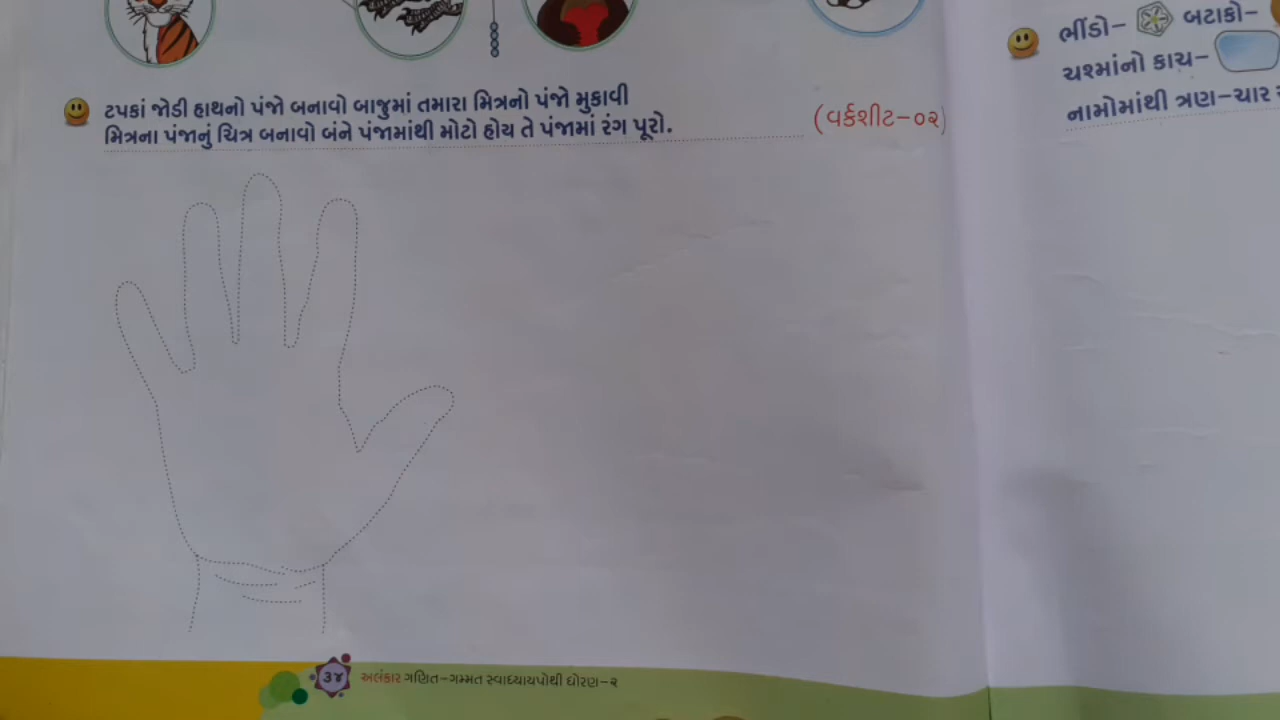 ટપકાં જોડી હાથનો પંજો બનાવો બાજુમાં તમારા મિત્રનો પંજો મુકાવી
મિત્રના પંજાનું ચિત્ર બનાવો બંને પંજામાંથી મોટો હોય તે પંજામાં રંગ પૂરો.
(વર્કશીટ-૦૨)
૩૪
અલંકાર ગણિત-ગમ્મત સ્વાધ્યાયપોથી ધોરણ-૨
ભીંડો- બટાકો-
ચશ્માંનો કાચ-
નામોમાંથી ત્રણ-ચાર